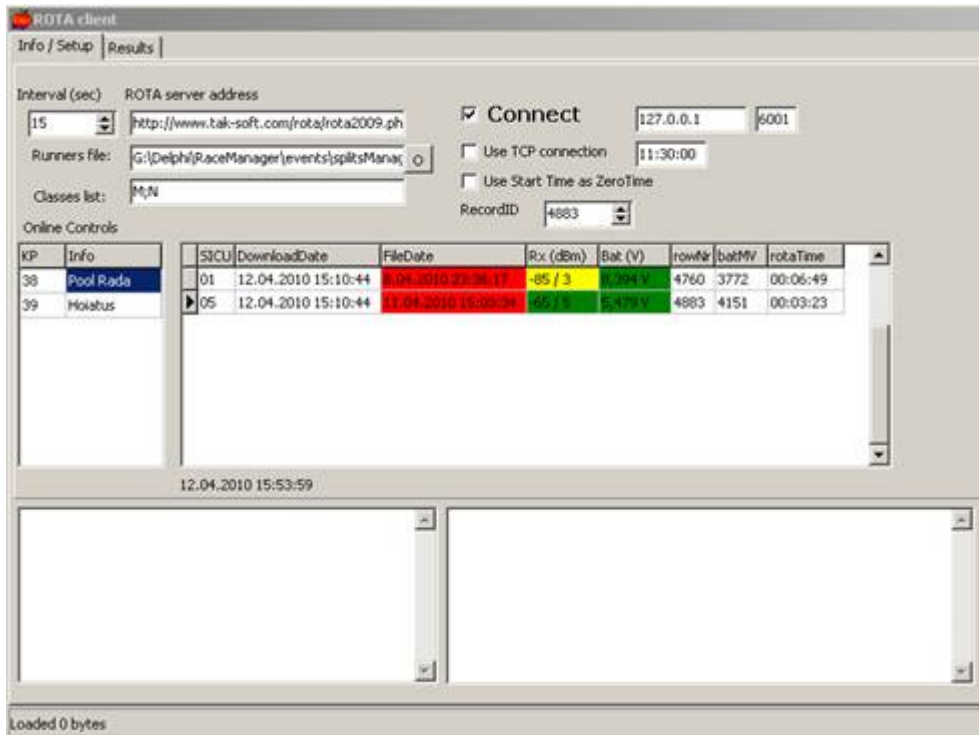 ROTA client
Info / Setup Results
Interval (sec) ROTA server address
15 http://www.tak-soft.com/rota/rota2009.ph
Connect 127.0.0.1 6001
Runners file: G:\Delphi\RaceManager\events\splitsManag O
Use TCP connection 11:30:00
Use Start Time as ZeroTime
Classes list: M;N
RecordID 4883
Online Controls
KP Info
38 Pool Rada
39 Hoiatus
SICU DownloadDate FileDate Rx (dBm) Bat (V) rowNr batMV rotaTime
01 12.04.2010 15:10:44 -85 / 3 4760 3772 00:06:49
05 12.04.2010 15:10:44 11.04.2010 -65 / 5 5,479 V 4883 4151 00:03:23
12.04.2010 15:53:59
Loaded 0 bytes